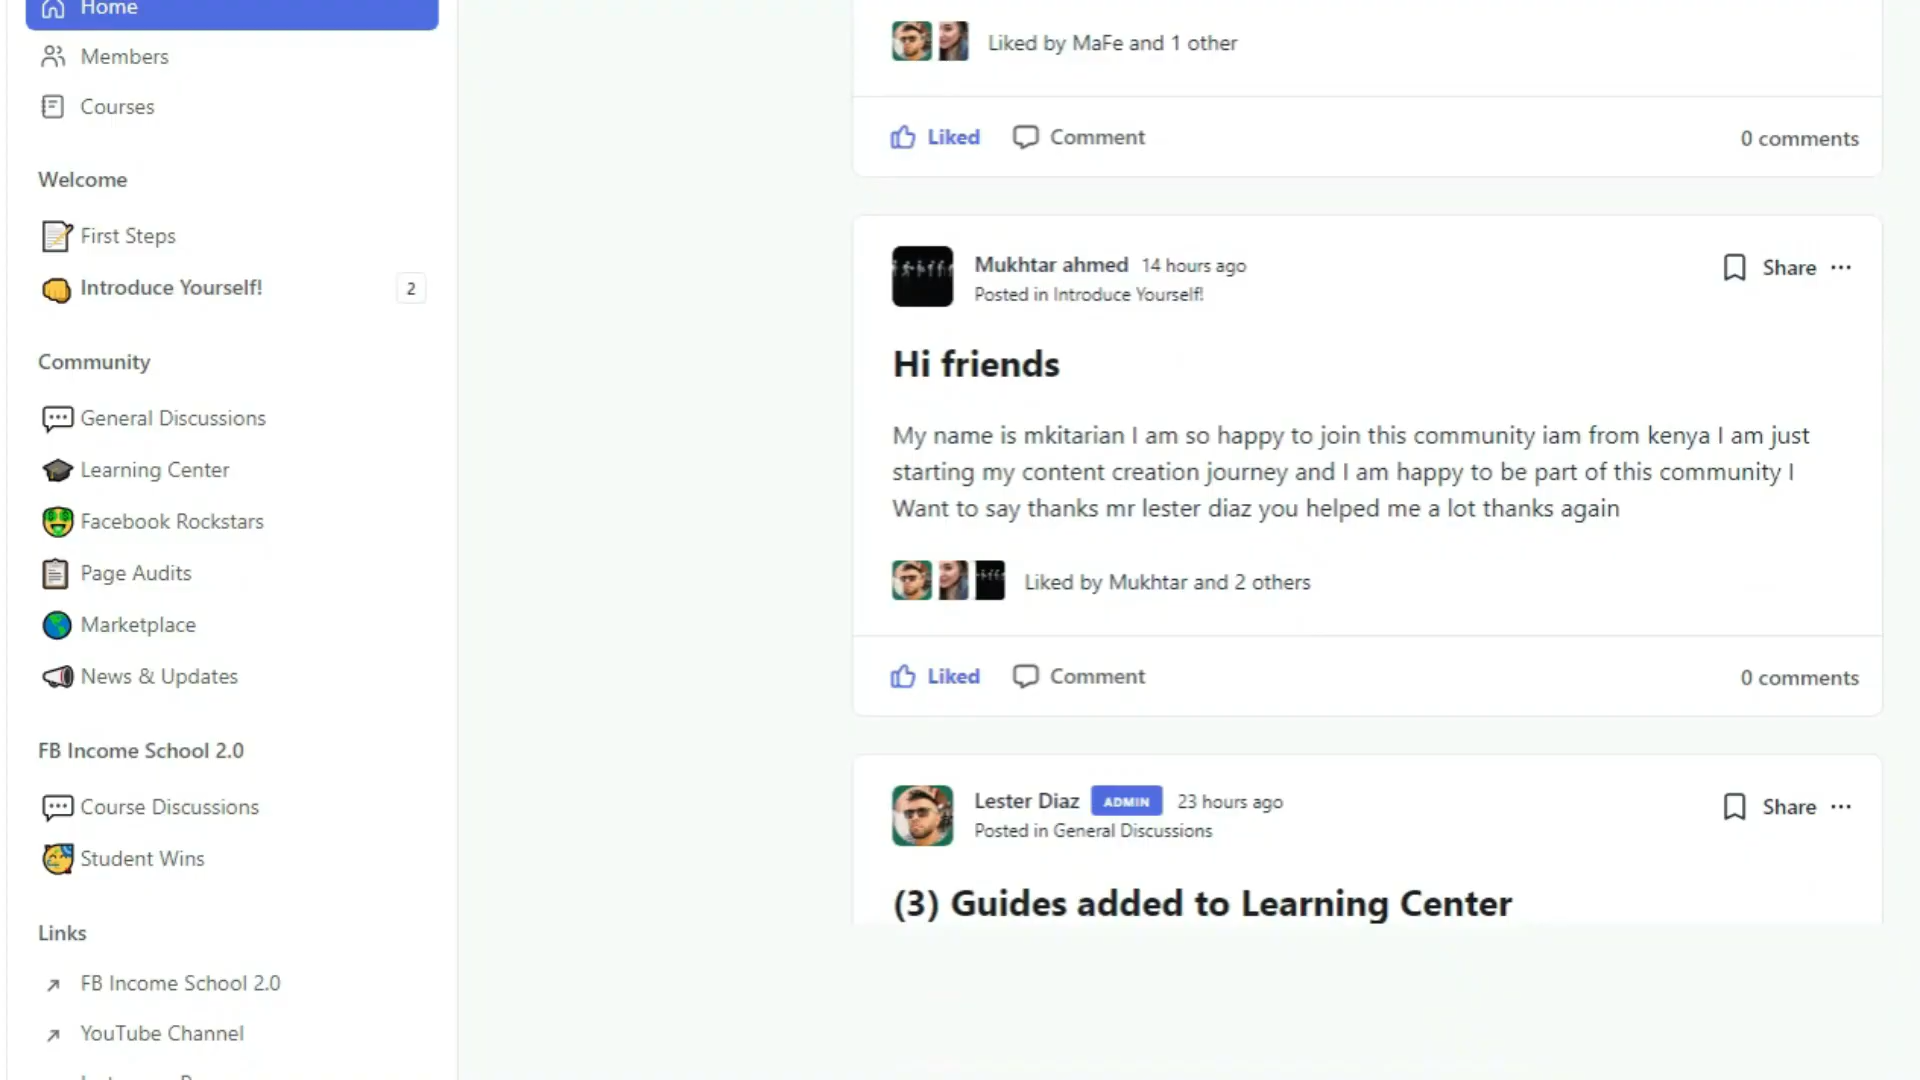 Home
Members
Courses
Welcome
First Steps
Introduce Yourself!
2
Community
General Discussions
Learning Center
Facebook Rockstars
Page Audits
Marketplace
News & Updates
FB Income School 2.0
Course Discussions
Student Wins
Links
FB Income School 2.0
YouTube Channel
Liked by MaFe and 1 other
Liked
Comment
0 comments
Mukhtar ahmed 14 hours ago
Posted in Introduce Yourself!
Share
Hi friends
My name is mkitarian I am so happy to join this community iam from kenya I am just
starting my content creation journey and I am happy to be part of this community I
Want to say thanks mr lester diaz you helped me a lot thanks again
Liked by Mukhtar and 2 others
Liked
Comment
0 comments
Lester Diaz ADMIN 23 hours ago
Posted in General Discussions
Share
(3) Guides added to Learning Center